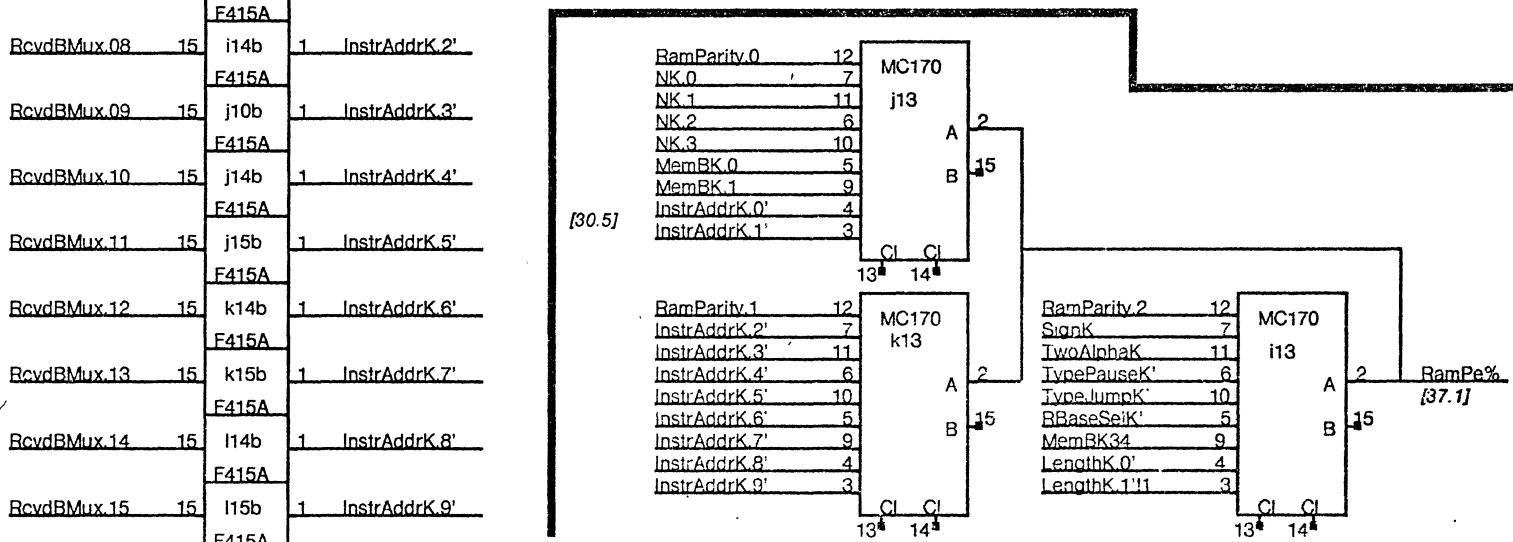 F415A
RcvdBMux.08 15 i14b 1 InstrAddrK.2'
F415A
RcvdBMux.09 15 j10b 1 InstrAddrK.3'
F415A
RcvdBMux.10 15 j14b 1 InstrAddrK.4'
F415A
RcvdBMux.11 15 j15b 1 InstrAddrK.5'
F415A
RcvdBMux.12 15 k14b 1 InstrAddrK.6'
F415A
RcvdBMux.13 15 k15b 1 InstrAddrK.7'
F415A
RcvdBMux.14 15 l14b 1 InstrAddrK.8'
F415A
RcvdBMux.15 15 l15b 1 InstrAddrK.9'
F415A
[30.5]
RamParity.0 12
NK.0 7
NK.1 11
NK.2 6
NK.3 10
MemBK.0 5
MemBK.1 9
InstrAddrK.0' 4
InstrAddrK.1' 3
MC170
j13
A 2
B 15
CI CI
13 14
RamParity.1 12
InstrAddrK.2' 7
InstrAddrK.3' 11
InstrAddrK.4' 6
InstrAddrK.5' 10
InstrAddrK.6' 5
InstrAddrK.7' 9
InstrAddrK.8' 4
InstrAddrK.9' 3
MC170
k13
A 2
B 15
CI CI
13 14
RamParity.2 12
SignK 7
TwoAlphaK 11
TypePauseK' 6
TypeJumpK' 10
RBaseSelK' 5
MemBK34 9
LengthK.0' 4
LengthK.1'!1 3
MC170
i13
A 2
B 15
CI CI
13 14
RamPe%
[37.1]